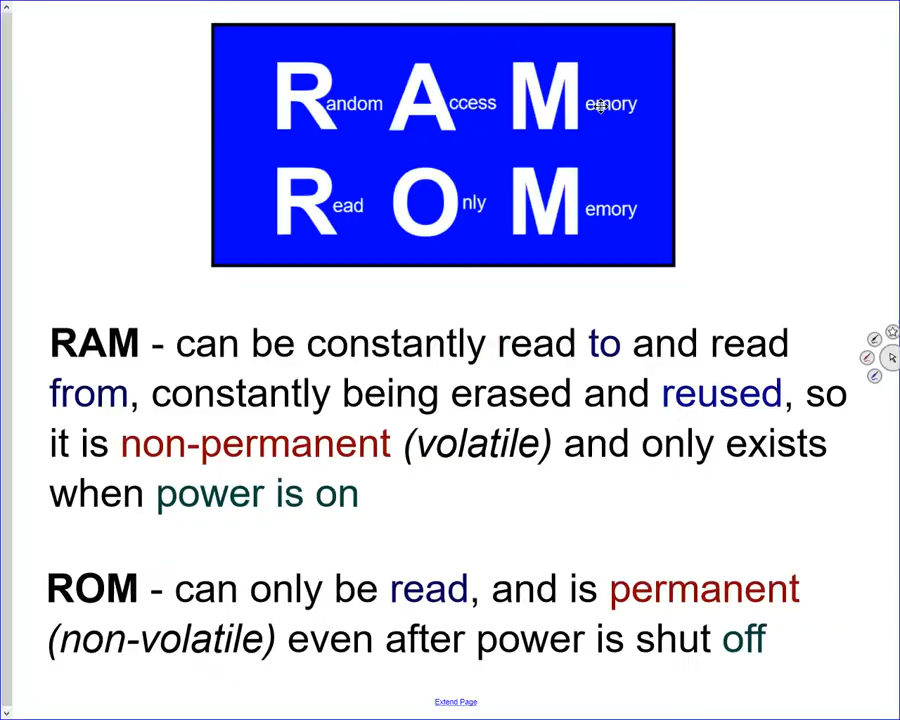 Random Access Memory
Read Only Memory
RAM - can be constantly read to and read
from, constantly being erased and reused, so
it is non-permanent (volatile) and only exists
when power is on
ROM - can only be read, and is permanent
(non-volatile) even after power is shut off
Extend Page